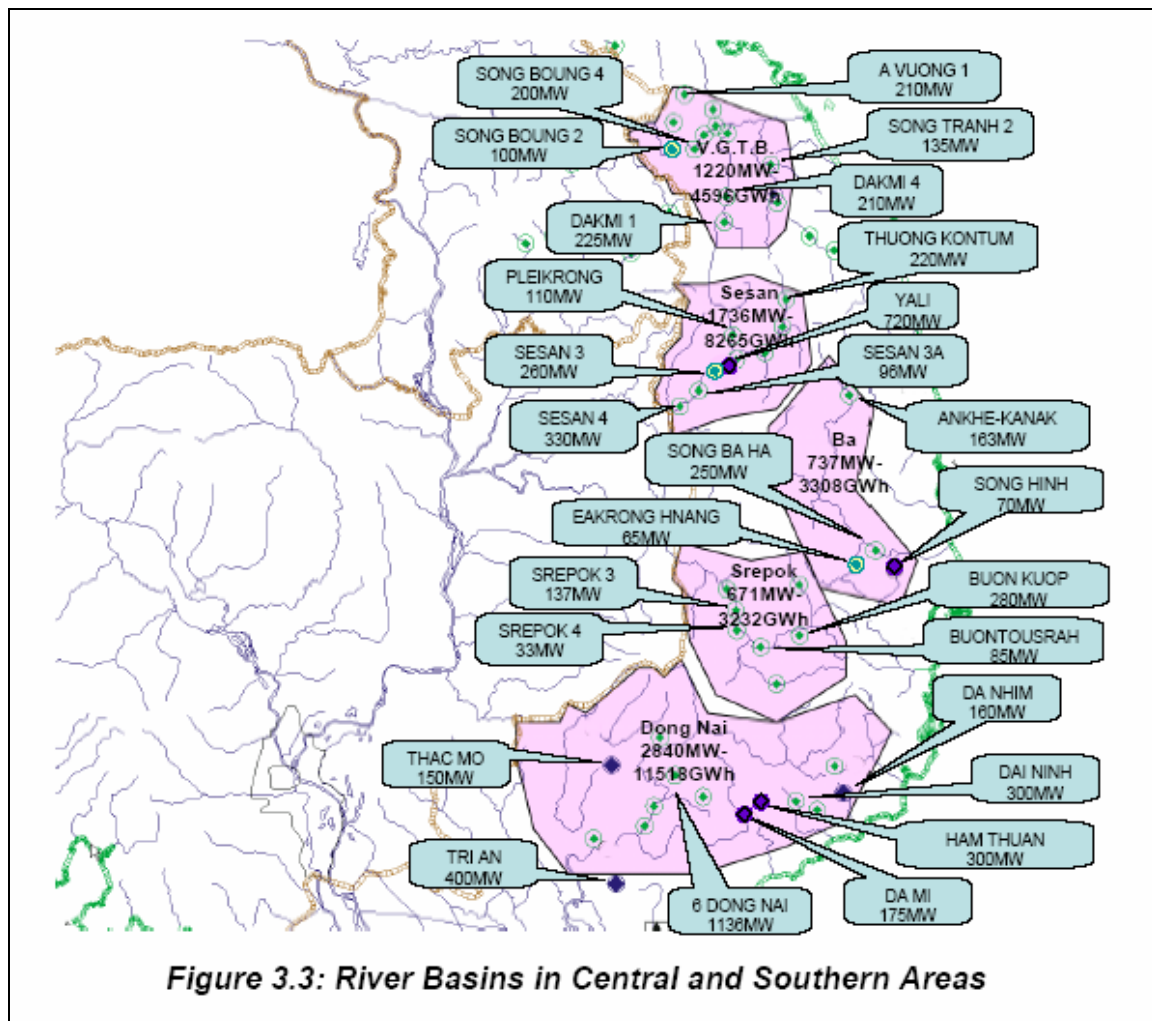 SONG BOUNG 4
200MW
A VUONG 1
210MW
SONG BOUNG 2
100MW
SONG TRANH 2
135MW
V.G.T.B.
1220MW-
4596GWh
DAKMI 4
210MW
DAKMI 1
225MW
THUONG KONTUM
220MW
PLEIKRONG
110MW
Sesan
1736MW-
8265GWh
YALI
720MW
SESAN 3
260MW
SESAN 3A
96MW
SESAN 4
330MW
ANKHE-KANAK
163MW
SONG BA HA
250MW
Ba
737MW-
3308GWh
SONG HINH
70MW
EAKRONG HNANG
65MW
SREPOK 3
137MW
Srepok
671MW-
3232GWh
BUON KUOP
280MW
SREPOK 4
33MW
BUONTOUSRAH
85MW
DA NHIM
160MW
Dong Nai
2840MW-
11518GWh
THAC MO
150MW
DAI NINH
300MW
HAM THUAN
300MW
TRI AN
400MW
6 DONG NAI
1136MW
DA MI
175MW
Figure 3.3: River Basins in Central and Southern Areas